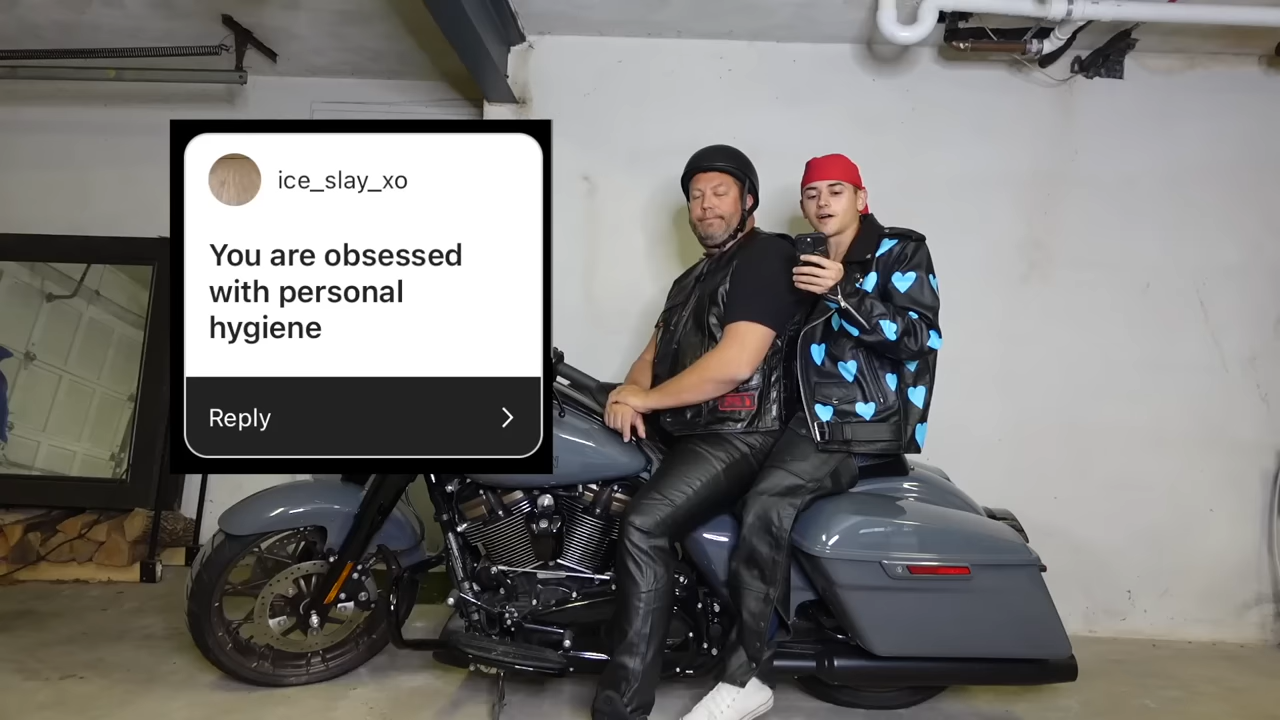 ice_slay_xo
You are obsessed
with personal
hygiene
Reply